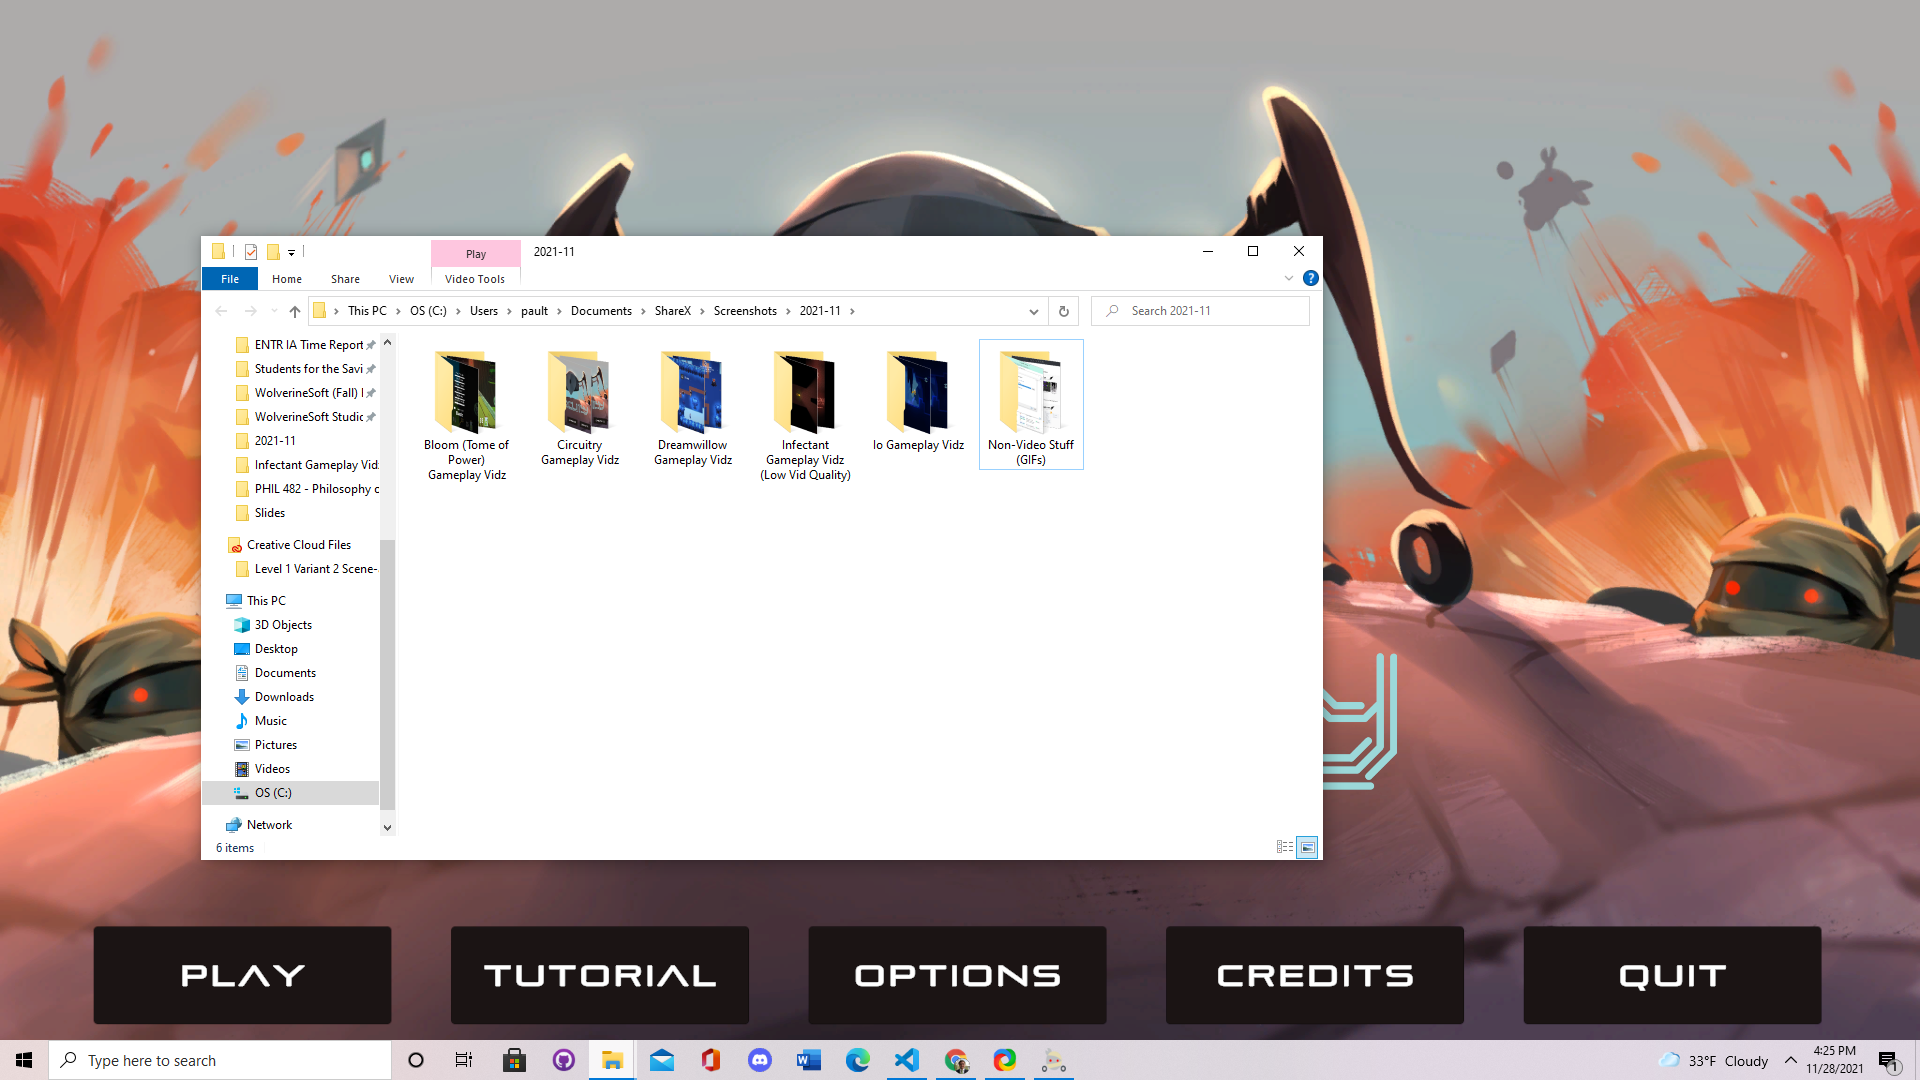 Play
2021-11
File
Home
Share
View
Video Tools
This PC
OS (C:)
Users
pault
Documents
ShareX
Screenshots
2021-11
Search 2021-11
ENTR IA Time Report
Students for the Savi
WolverineSoft (Fall) I
WolverineSoft Studio
2021-11
Infectant Gameplay Vid
PHIL 482 - Philosophy o
Slides
Creative Cloud Files
Level 1 Variant 2 Scene-
This PC
3D Objects
Desktop
Documents
Downloads
Music
Pictures
Videos
OS (C:)
Network
Bloom (Tome of
Power)
Gameplay Vidz
Circuitry
Gameplay Vidz
Dreamwillow
Gameplay Vidz
Infectant
Gameplay Vidz
(Low Vid Quality)
Io Gameplay Vidz
Non-Video Stuff
(GIFs)
6 items
PLAY
TUTORIAL
OPTIONS
CREDITS
QUIT
Type here to search
33°F Cloudy
4:25 PM
11/28/2021
1